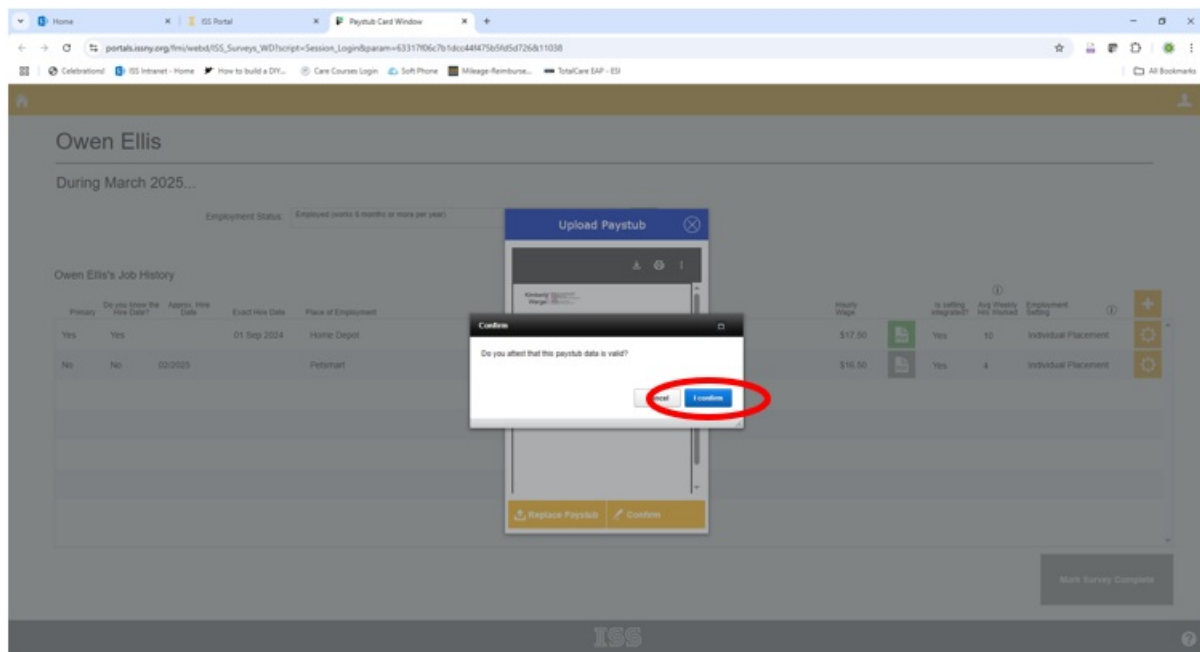 Home
ISS Portal
Paystub Card Window
portals.issny.org/fmi/webd/ISS_Surveys_WD?script=Session_Login&param=63317f06c7b1dcc44f475b5fd5d726&11038
Celebrations! ISS Intranet - Home How to build a DIY... Care Courses Login Soft Phone Mileage-Reimburse... TotalCare EAP - ESI All Bookmarks
Owen Ellis
During March 2025...
Employment Status Employed (works 6 months or more per year)
Upload Paystub
Owen Ellis's Job History
Primary Do you know the Hire Date? Approx. Hire Date Exact Hire Date Place of Employment Hourly Wage Is setting integrated? Avg Weekly Hrs Worked Employment Setting
Yes Yes 01 Sep 2024 Home Depot $17.50 Yes 10 Individual Placement
No No 02/2025 Petsmart $16.50 Yes 4 Individual Placement
Confirm
Do you attest that this paystub data is valid?
I confirm
Replace Paystub Confirm
Mark Survey Complete
ISS